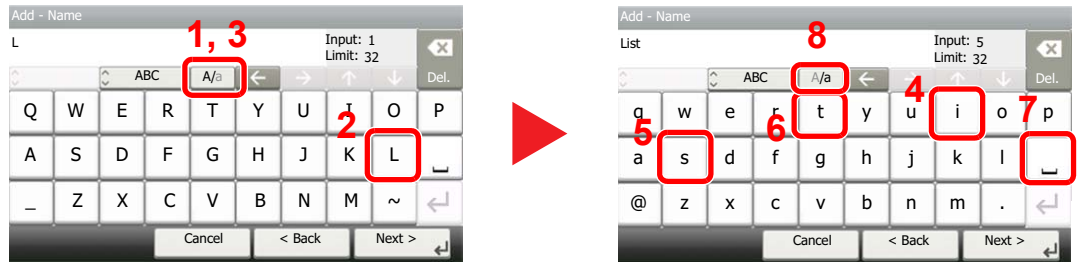 Add - Name
L
Input: 1
Limit: 32
1, 3
ABC A/a Del.
Q W E R T Y U I O P
2
A S D F G H J K L
_ Z X C V B N M ~
Cancel < Back Next >
Add - Name
List
Input: 5
Limit: 32
8
ABC A/a Del.
4
q w e r t y u i o p
5 6 7
a s d f g h j k l
@ z x c v b n m .
Cancel < Back Next >